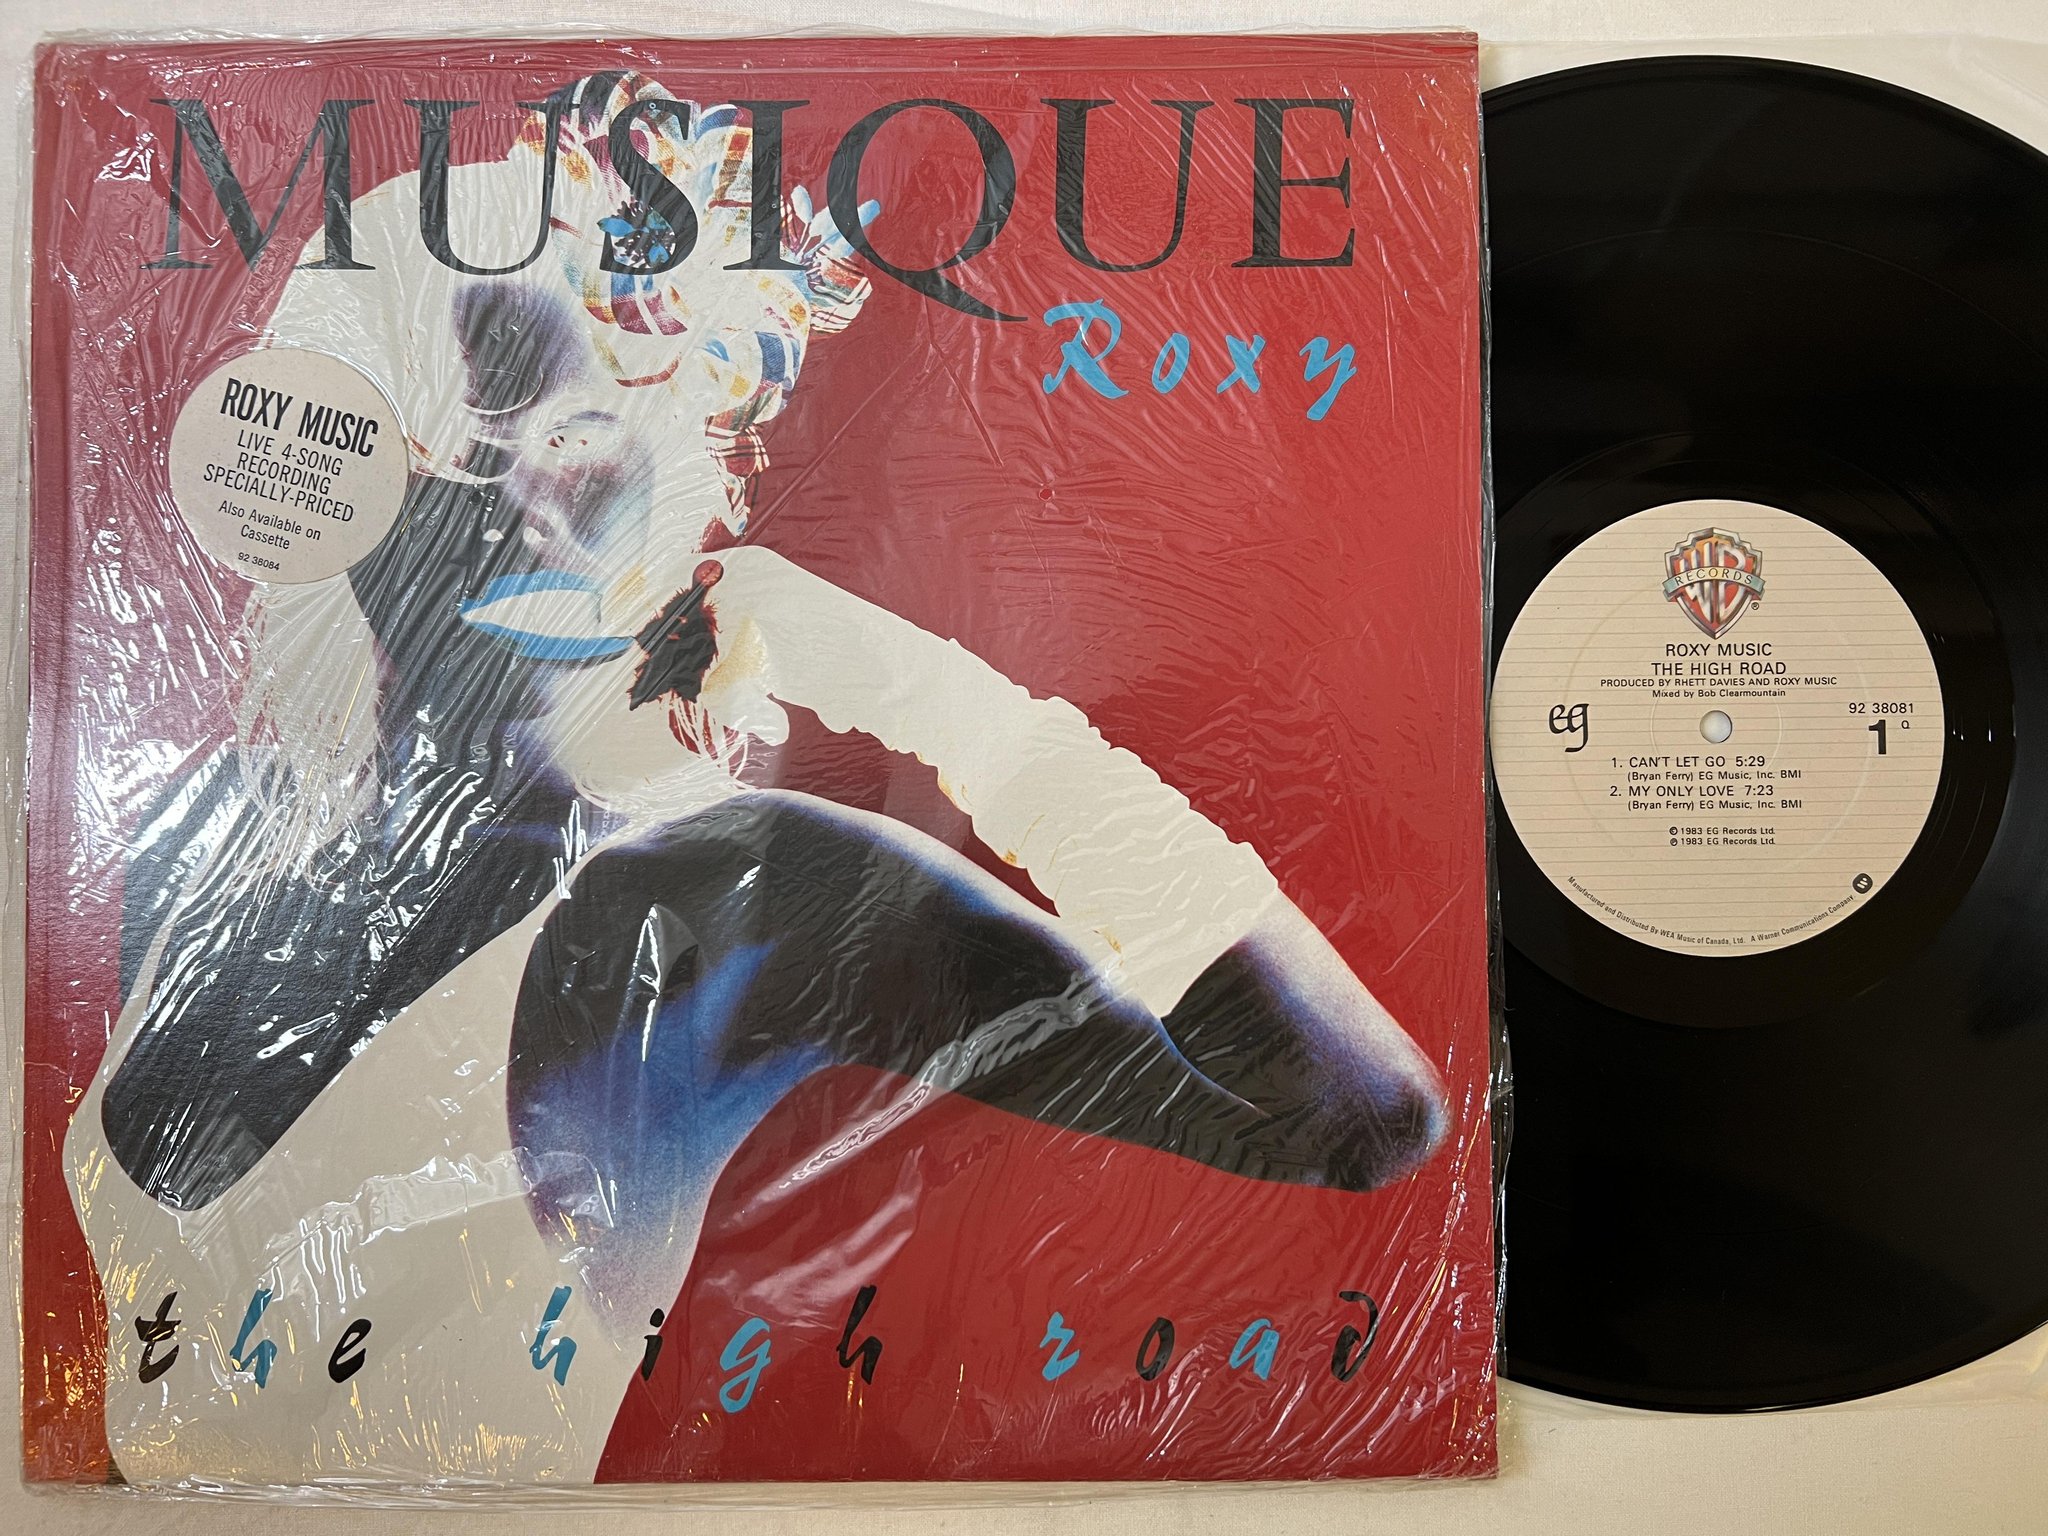 MUSIQUE
Roxy
ROXY MUSIC
LIVE 4-SONG
RECORDING
SPECIALLY-PRICED
Also Available on
Cassette
92 38084
the high road
WB
RECORDS
®
ROXY MUSIC
THE HIGH ROAD
PRODUCED BY RHETT DAVIES AND ROXY MUSIC
Mixed by Bob Clearmountain
eg
92 38081
1 Q
1. CAN'T LET GO 5:29
(Bryan Ferry) EG Music, Inc. BMI
2. MY ONLY LOVE 7:23
(Bryan Ferry) EG Music, Inc. BMI
© 1983 EG Records Ltd.
℗ 1983 EG Records Ltd.
Manufactured and Distributed By WEA Music of Canada, Ltd. A Warner Communications Company